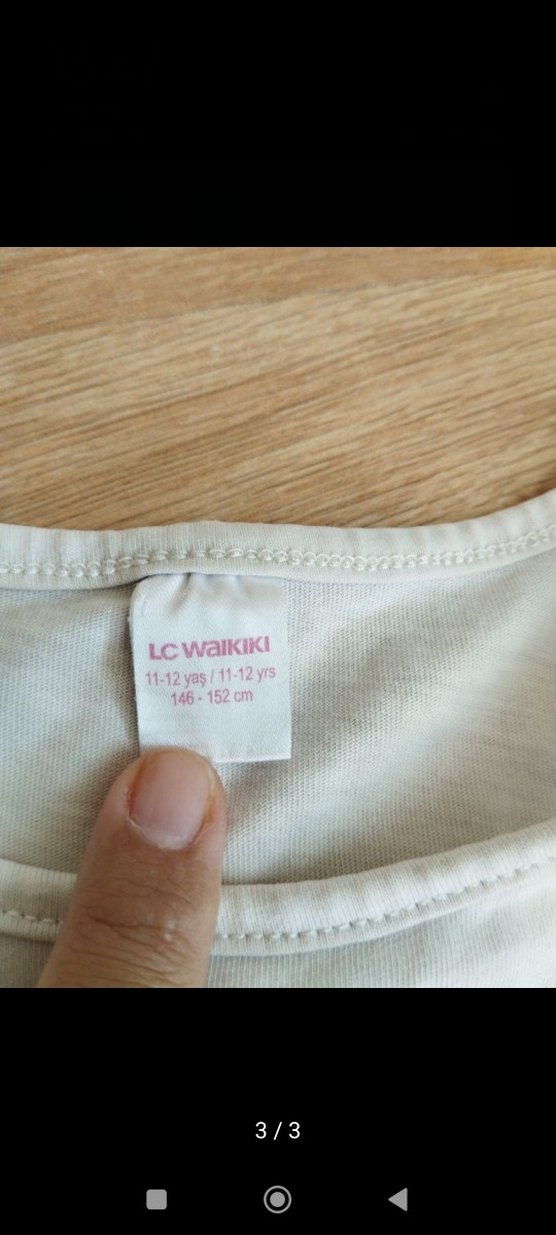 LC WAIKIKI
11-12 yaş / 11-12 yrs
146 - 152 cm
3 / 3